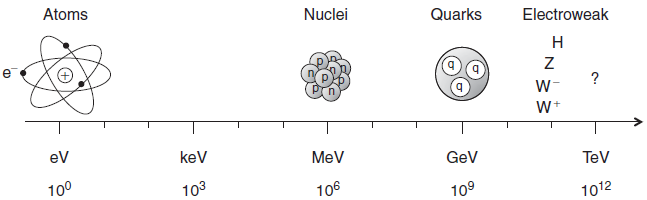 Atoms Nuclei Quarks Electroweak
H
Z
W⁻
W⁺
?
e⁻
+
p
n
n
p
n
p
p
n
q
q
q
eV keV MeV GeV TeV
10⁰ 10³ 10⁶ 10⁹ 10¹²